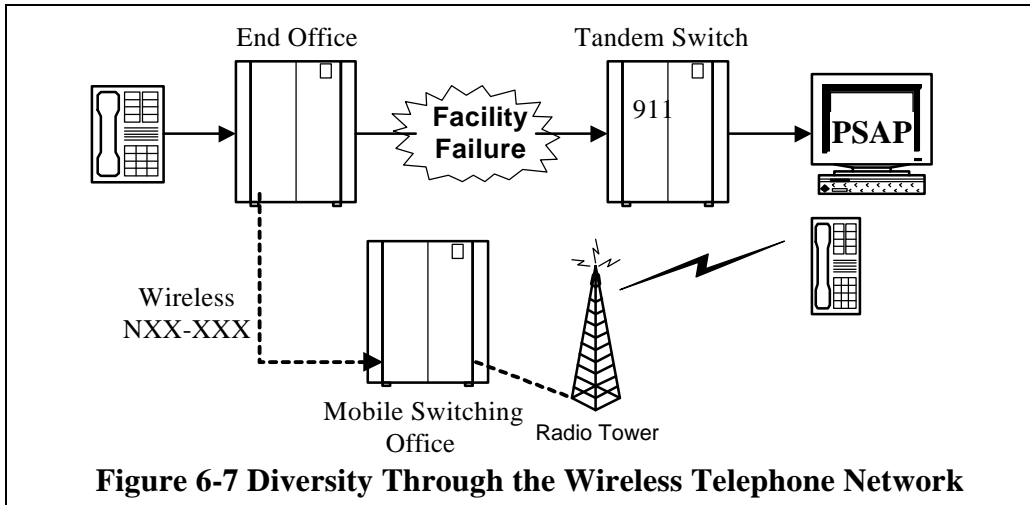 End Office
Tandem Switch
Facility
Failure
911
PSAP
Wireless
NXX-XXX
Mobile Switching
Office
Radio Tower
Figure 6-7 Diversity Through the Wireless Telephone Network